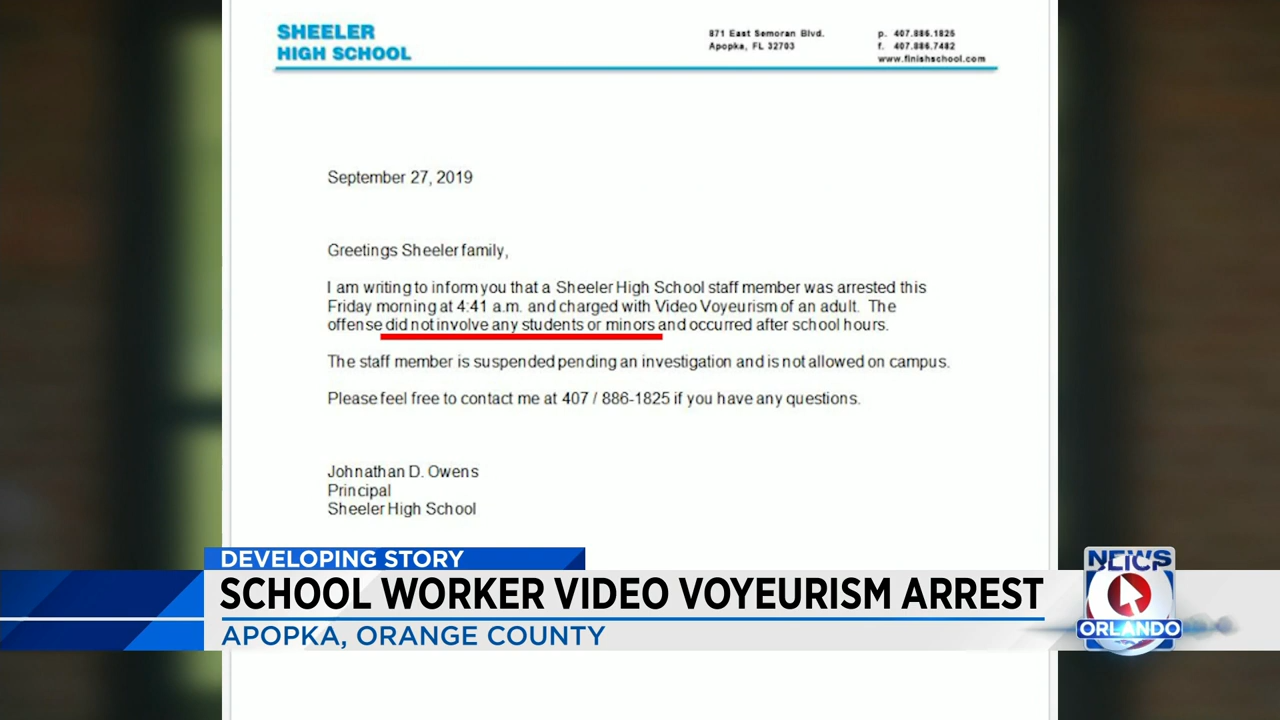 SHEELER
HIGH SCHOOL
871 East Semoran Blvd.
Apopka, FL 32703
p. 407.886.1825
f. 407.886.7482
www.finishschool.com
September 27, 2019
Greetings Sheeler family,
I am writing to inform you that a Sheeler High School staff member was arrested this
Friday morning at 4:41 a.m. and charged with Video Voyeurism of an adult. The
offense did not involve any students or minors and occurred after school hours.
The staff member is suspended pending an investigation and is not allowed on campus.
Please feel free to contact me at 407 / 886-1825 if you have any questions.
Johnathan D. Owens
Principal
Sheeler High School
DEVELOPING STORY
SCHOOL WORKER VIDEO VOYEURISM ARREST
APOPKA, ORANGE COUNTY
ORLANDO